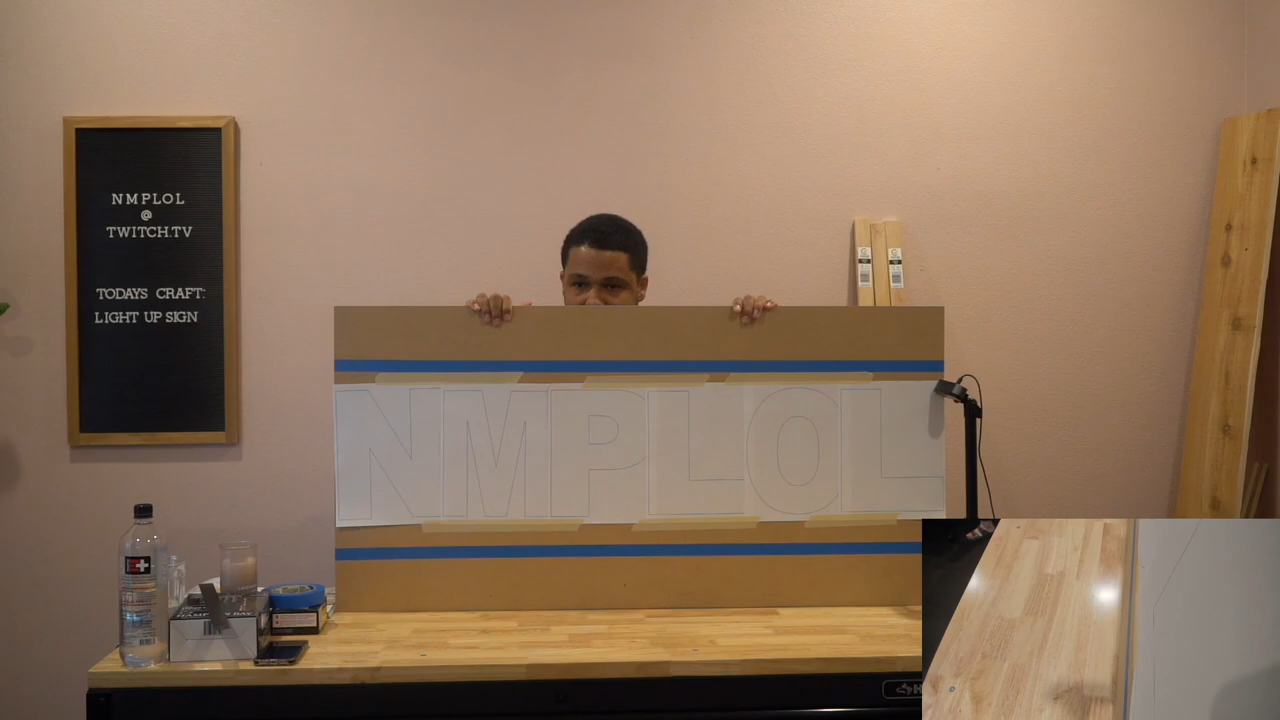 NMPLOL
@
TWITCH.TV
TODAYS CRAFT:
LIGHT UP SIGN
NMPLOL